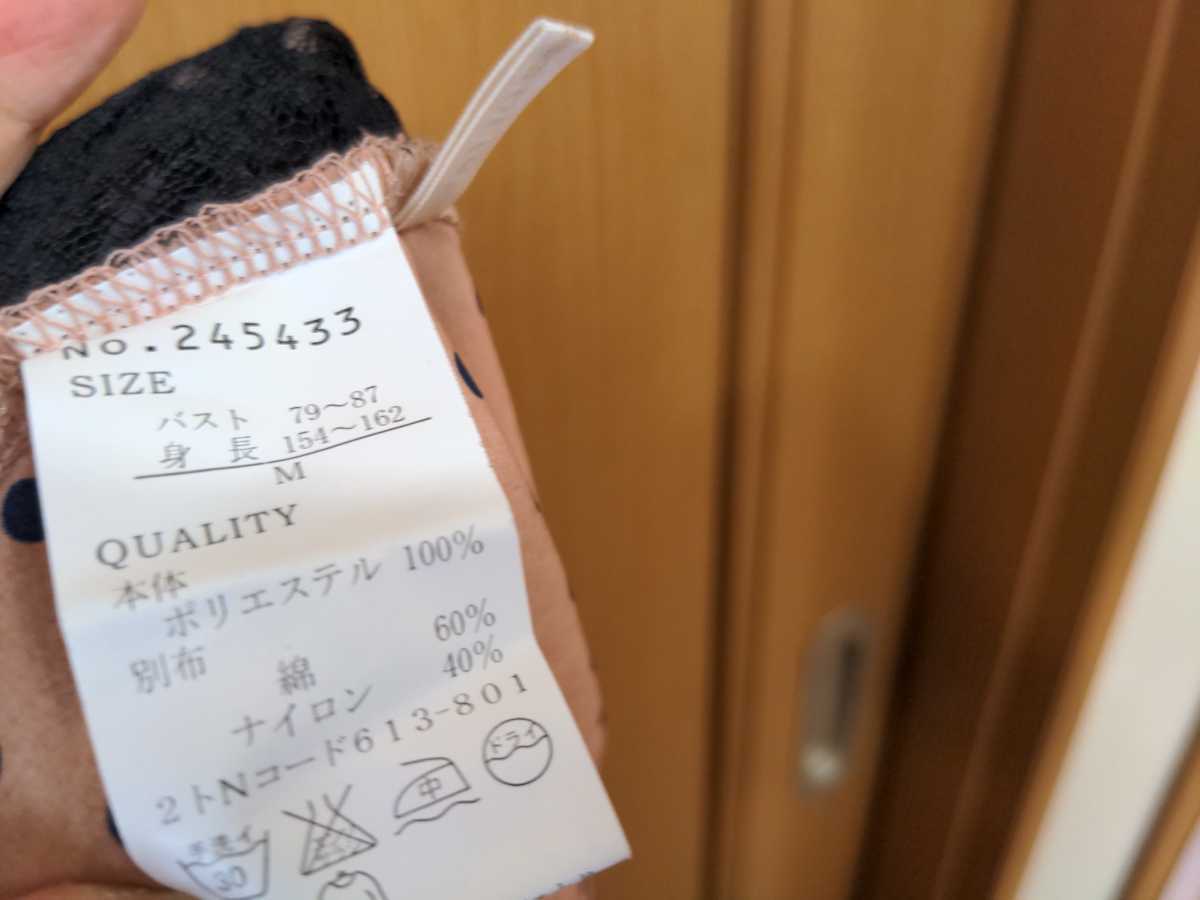 No.245433
SIZE
バスト 79～87
身長 154～162
M
QUALITY
本体
ポリエステル 100%
別布 綿 60%
ナイロン 40%
2トNコード613-801
手洗イ 30
中
ドライ